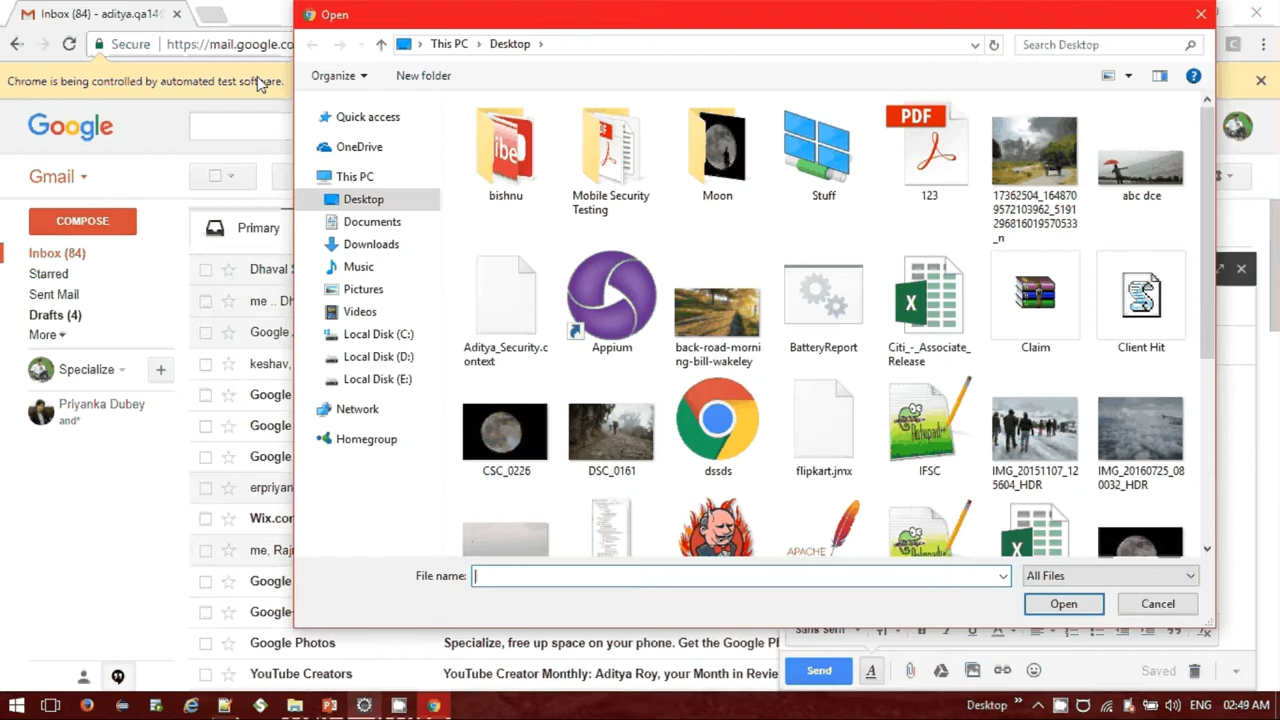 Inbox (84) - aditya.qa146
Open
Secure
https://mail.google.co
This PC
Desktop
Search Desktop
Chrome is being controlled by automated test software.
Organize
New folder
Google
Gmail
COMPOSE
Inbox (84)
Starred
Sent Mail
Drafts (4)
More
Specialize
Priyanka Dubey
and*
Primary
Dhaval
me .. Dh
Google
keshav,
Google
Google
Google
erpriyan
Wix.com
me, Raj
Google
Google
Google Photos
Specialize, free up space on your phone. Get the Google Pl
YouTube Creators
YouTube Creator Monthly: Aditya Roy, your Month in Revie
Quick access
OneDrive
This PC
Desktop
Documents
Downloads
Music
Pictures
Videos
Local Disk (C:)
Local Disk (D:)
Local Disk (E:)
Network
Homegroup
PDF
bishnu
Mobile Security
Testing
Moon
Stuff
123
17362504_164870
9572103962_5191
296816019570533
_n
abc dce
Aditya_Security.c
ontext
Appium
back-road-morni
ng-bill-wakeley
BatteryReport
Citi_-_Associate_
Release
Claim
Client Hit
CSC_0226
DSC_0161
dssds
flipkart.jmx
IFSC
IMG_20151107_12
5604_HDR
IMG_20160725_08
0032_HDR
APACHE
File name:
All Files
Open
Cancel
Sans Serif
Send
Saved
Desktop
ENG
02:49 AM